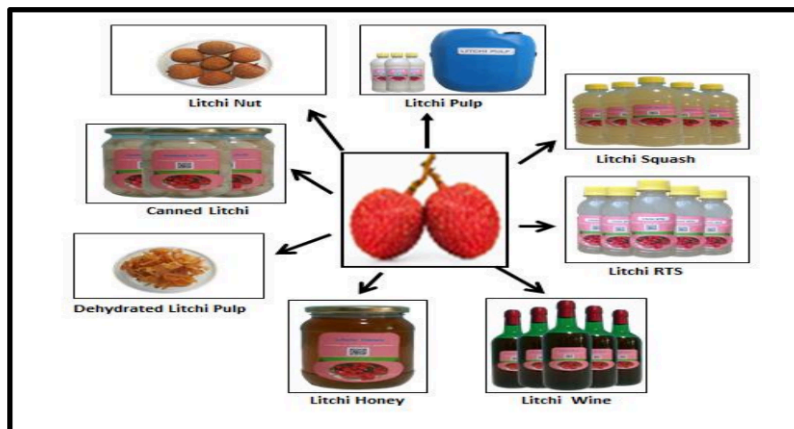 Litchi Nut
Litchi Pulp
LITCHI PULP
Litchi Squash
Canned Litchi
Litchi RTS
Dehydrated Litchi Pulp
Litchi Honey
Litchi Wine